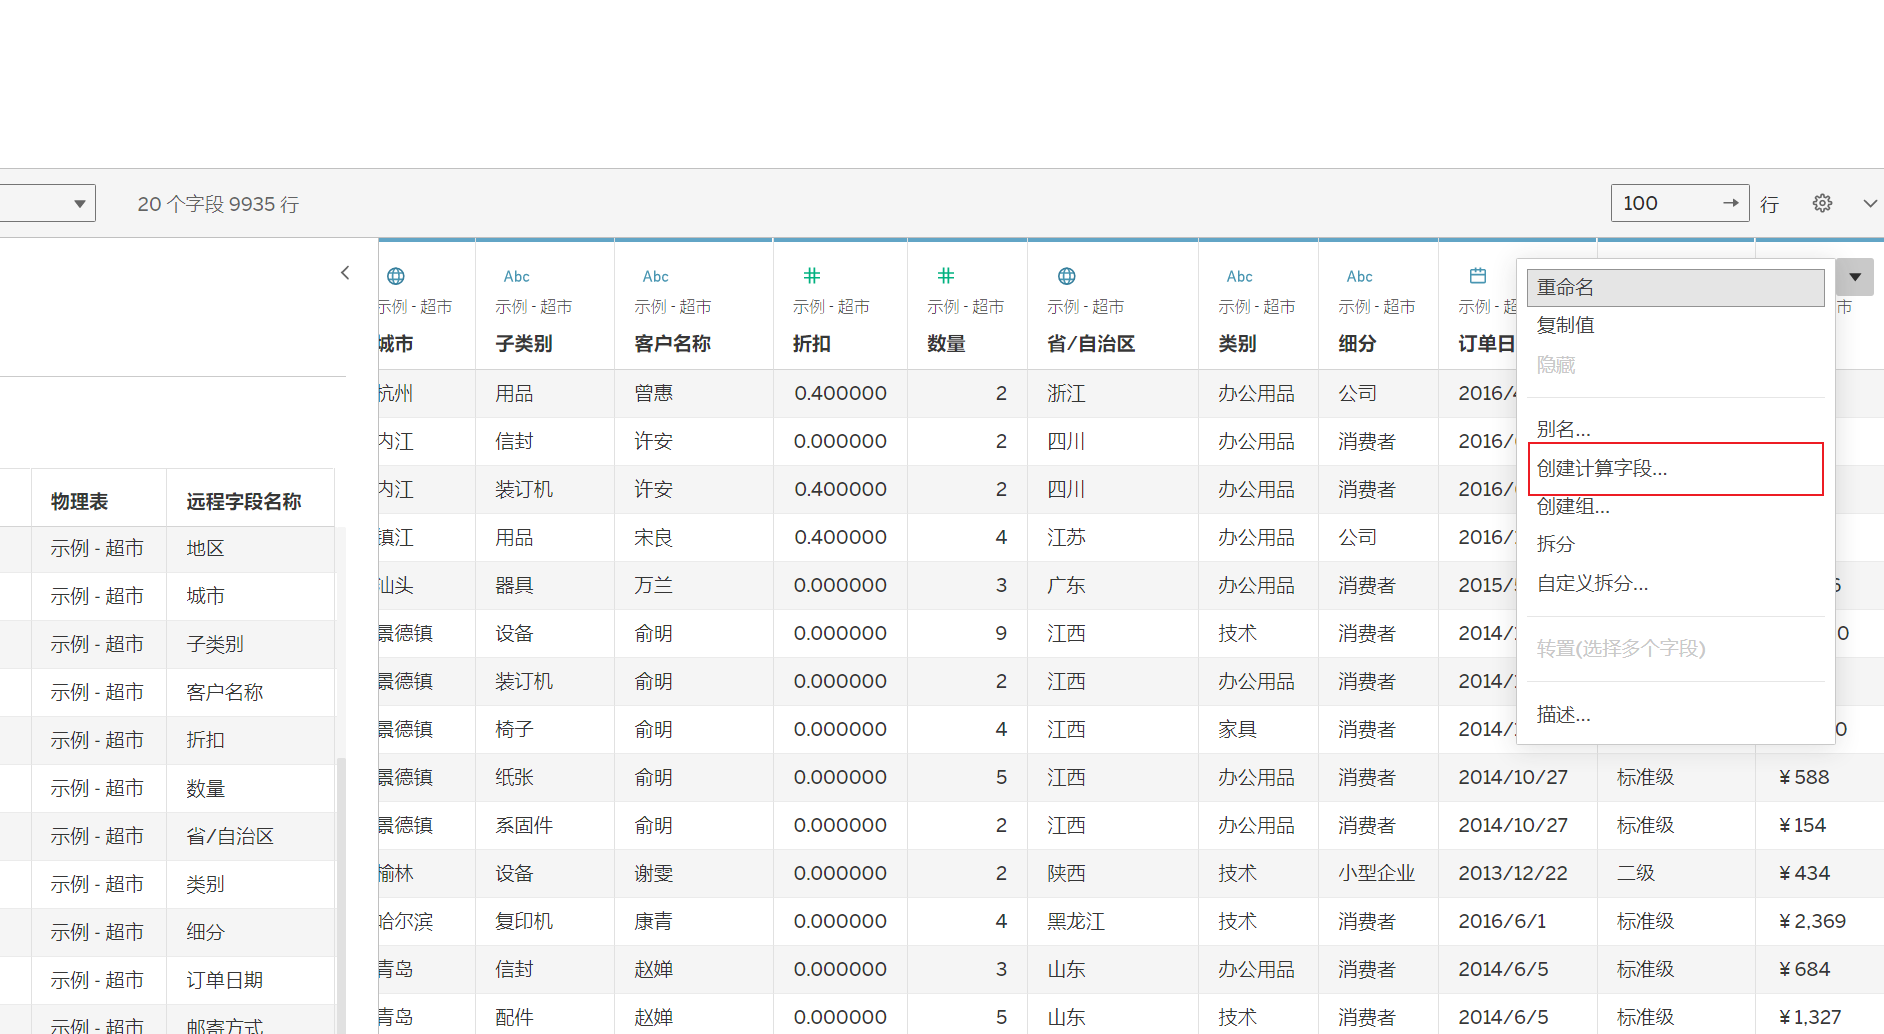 20 个字段 9935 行
100
行
物理表 远程字段名称
示例 - 超市 地区
示例 - 超市 城市
示例 - 超市 子类别
示例 - 超市 客户名称
示例 - 超市 折扣
示例 - 超市 数量
示例 - 超市 省/自治区
示例 - 超市 类别
示例 - 超市 细分
示例 - 超市 订单日期
示例 - 超市 邮寄方式
Abc Abc Abc Abc
示例 - 超市 示例 - 超市 示例 - 超市 示例 - 超市 示例 - 超市 示例 - 超市 示例 - 超市 示例 - 超市 示例 - 超 市
城市 子类别 客户名称 折扣 数量 省/自治区 类别 细分 订单日
杭州 用品 曾惠 0.400000 2 浙江 办公用品 公司 2016/4
内江 信封 许安 0.000000 2 四川 办公用品 消费者 2016/
内江 装订机 许安 0.400000 2 四川 办公用品 消费者 2016/
镇江 用品 宋良 0.400000 4 江苏 办公用品 公司 2016/
汕头 器具 万兰 0.000000 3 广东 办公用品 消费者 2015/5 6
景德镇 设备 俞明 0.000000 9 江西 技术 消费者 2014/ 0
景德镇 装订机 俞明 0.000000 2 江西 办公用品 消费者 2014/
景德镇 椅子 俞明 0.000000 4 江西 家具 消费者 2014/ 0
景德镇 纸张 俞明 0.000000 5 江西 办公用品 消费者 2014/10/27 标准级 ¥588
景德镇 系固件 俞明 0.000000 2 江西 办公用品 消费者 2014/10/27 标准级 ¥154
榆林 设备 谢雯 0.000000 2 陕西 技术 小型企业 2013/12/22 二级 ¥434
哈尔滨 复印机 康青 0.000000 4 黑龙江 技术 消费者 2016/6/1 标准级 ¥2,369
青岛 信封 赵婵 0.000000 3 山东 办公用品 消费者 2014/6/5 标准级 ¥684
青岛 配件 赵婵 0.000000 5 山东 技术 消费者 2014/6/5 标准级 ¥1,327
重命名
复制值
隐藏
别名...
创建计算字段...
创建组...
拆分
自定义拆分...
转置(选择多个字段)
描述...